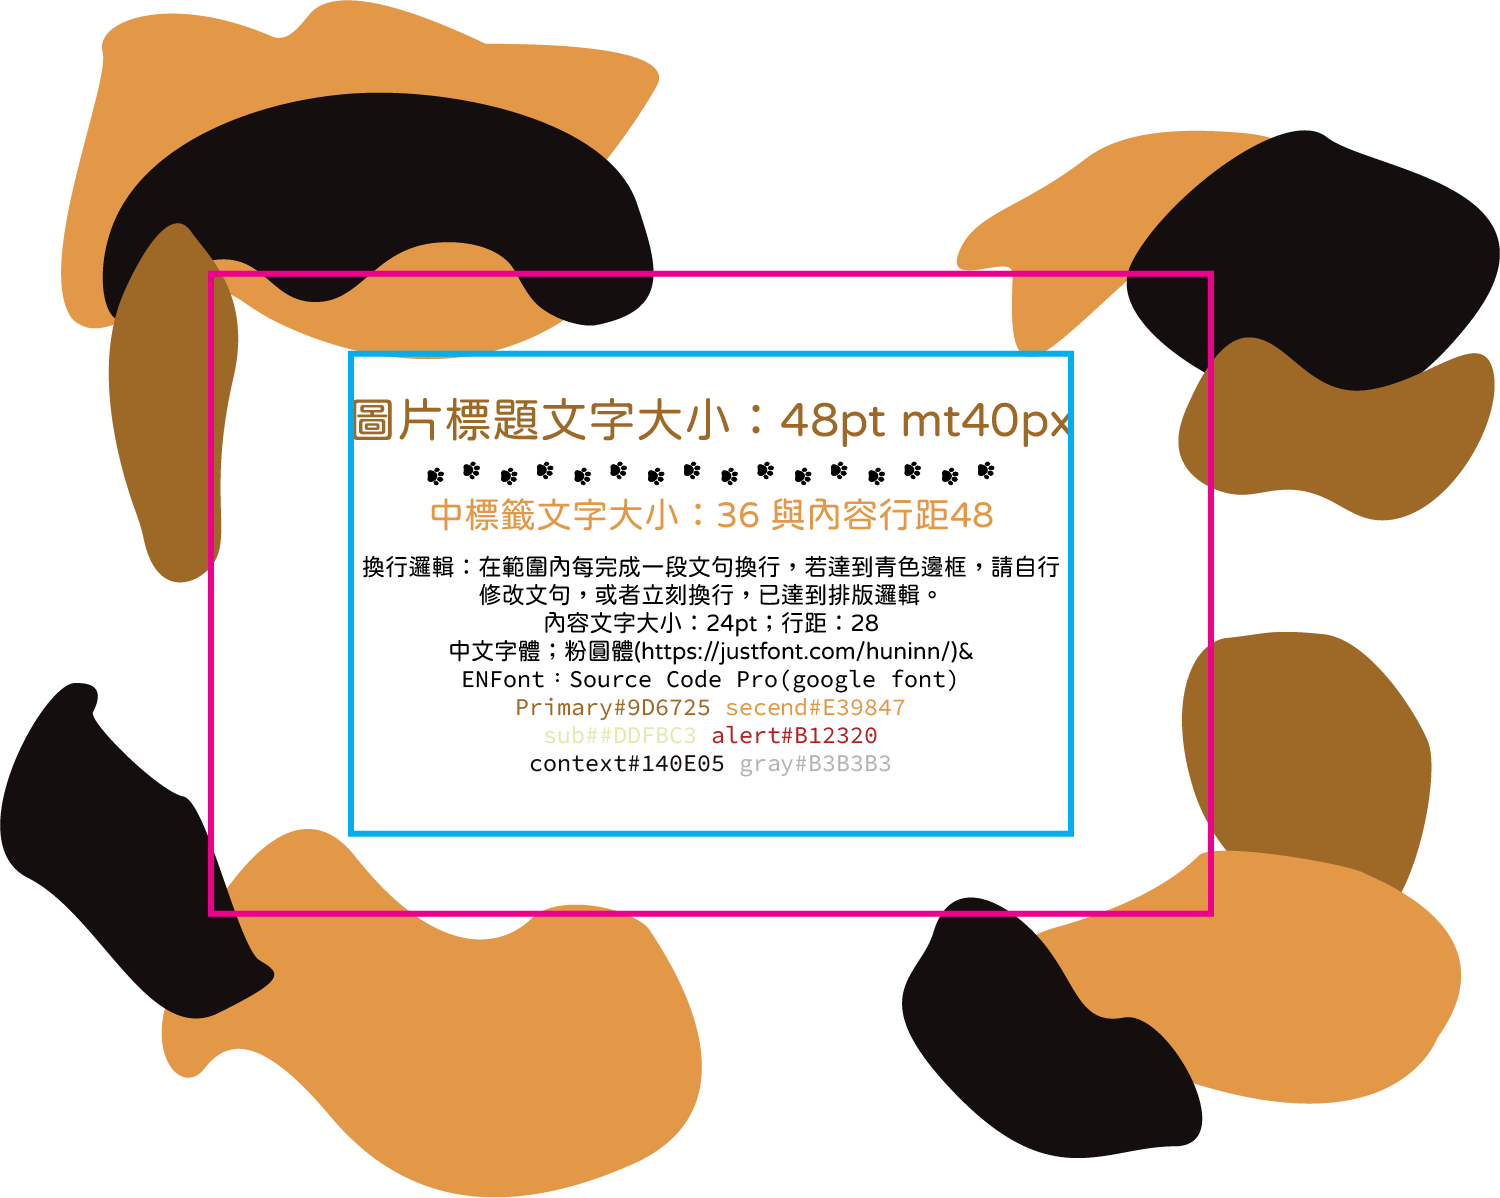 圖片標題文字大小：48pt mt40px
中標籤文字大小：36 與內容行距48
換行邏輯：在範圍內每完成一段文句換行，若達到青色邊框，請自行
修改文句，或者立刻換行，已達到排版邏輯。
內容文字大小：24pt；行距：28
中文字體；粉圓體(https://justfont.com/huninn/)&
ENFont：Source Code Pro(google font)
Primary#9D6725 secend#E39847
sub##DDFBC3 alert#B12320
context#140E05 gray#B3B3B3